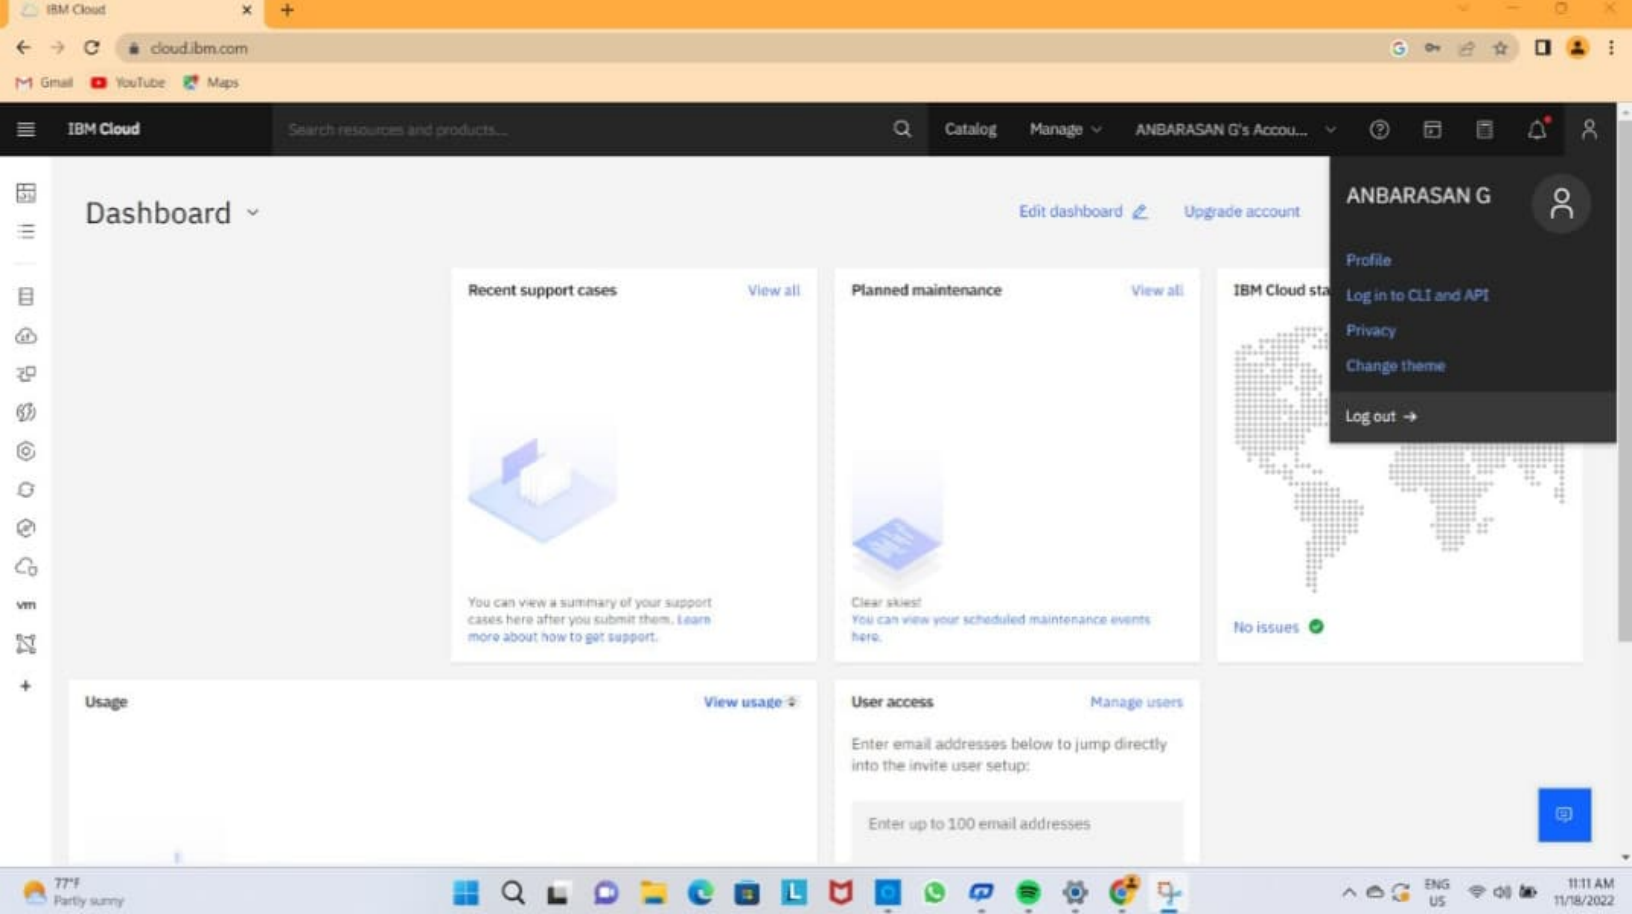 IBM Cloud
cloud.ibm.com
Gmail YouTube Maps
IBM Cloud
Search resources and products...
Catalog
Manage
ANBARASAN G's Accou...
ANBARASAN G
Profile
Log in to CLI and API
Privacy
Change theme
Log out →
Dashboard
Edit dashboard
Upgrade account
Recent support cases
View all
You can view a summary of your support
cases here after you submit them. Learn
more about how to get support.
Planned maintenance
View all
Clear skies!
You can view your scheduled maintenance events
here.
IBM Cloud sta
No issues
vm
Usage
View usage
User access
Manage users
Enter email addresses below to jump directly
into the invite user setup:
Enter up to 100 email addresses
77°F
Partly sunny
ENG
US
11:11 AM
11/18/2022